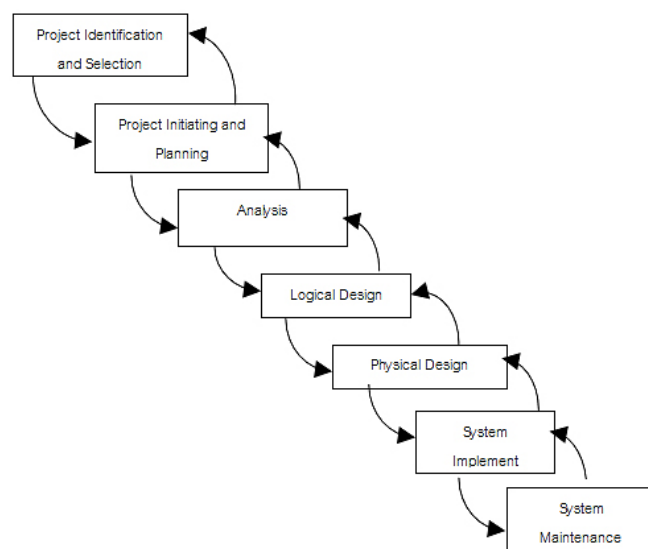 Project Identification
and Selection
Project Initiating and
Planning
Analysis
Logical Design
Physical Design
System
Implement
System
Maintenance